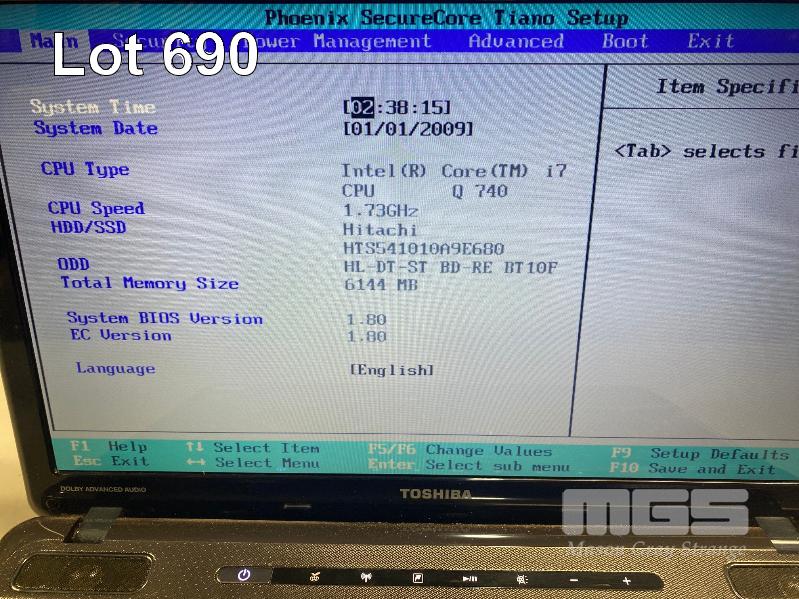 Phoenix SecureCore Tiano Setup
Main Power Management Advanced Boot Exit
Lot 690
Item Specifi
System Time [02:38:15]
System Date [01/01/2009]
<Tab> selects fi
CPU Type Intel(R) Core(TM) i7
CPU Q 740
CPU Speed 1.73GHz
HDD/SSD Hitachi
HTS541010A9E680
ODD HL-DT-ST BD-RE BT10F
Total Memory Size 6144 MB
System BIOS Version 1.80
EC Version 1.80
Language [English]
F1 Help ↑↓ Select Item F5/F6 Change Values F9 Setup Defaults
Esc Exit ↔ Select Menu Enter Select sub menu F10 Save and Exit
DOLBY ADVANCED AUDIO
TOSHIBA
MGS
Mason Gray Strange